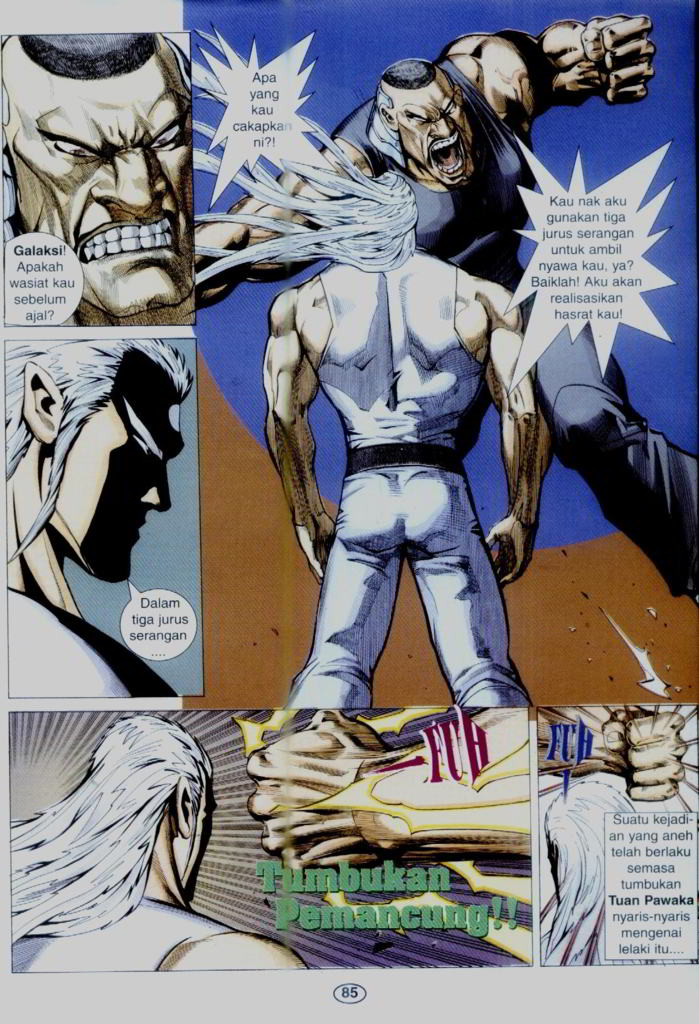 Galaksi!
Apakah
wasiat kau
sebelum
ajal?
Apa
yang
kau
cakapkan
ni?!
Kau nak aku
gunakan tiga
jurus serangan
untuk ambil
nyawa kau, ya?
Baiklah! Aku akan
realisasikan
hasrat kau!
Dalam
tiga jurus
serangan
....
FUH
Tumbukan
Pemancung!!
FUH
Suatu kejadi-
an yang aneh
telah berlaku
semasa
tumbukan
Tuan Pawaka
nyaris-nyaris
mengenai
lelaki itu....
85